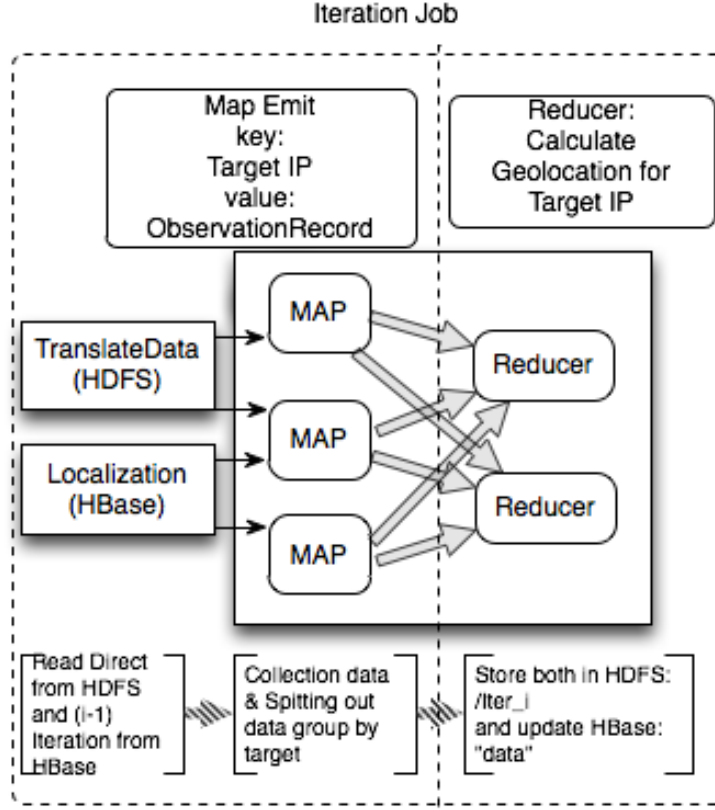 Iteration Job
Map Emit
key:
Target IP
value:
ObservationRecord
Reducer:
Calculate
Geolocation for
Target IP
TranslateData
(HDFS)
Localization
(HBase)
MAP
MAP
MAP
Reducer
Reducer
Read Direct
from HDFS
and (i-1)
Iteration from
HBase
Collection data
& Spitting out
data group by
target
Store both in HDFS:
/Iter_i
and update HBase:
"data"